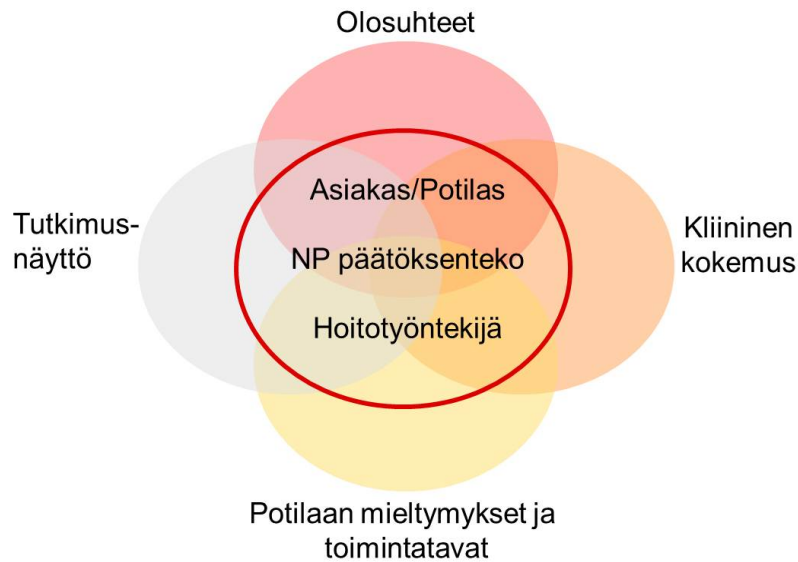 Olosuhteet
Asiakas/Potilas
Tutkimus-
näyttö
NP päätöksenteko
Kliininen
kokemus
Hoitotyöntekijä
Potilaan mieltymykset ja
toimintatavat